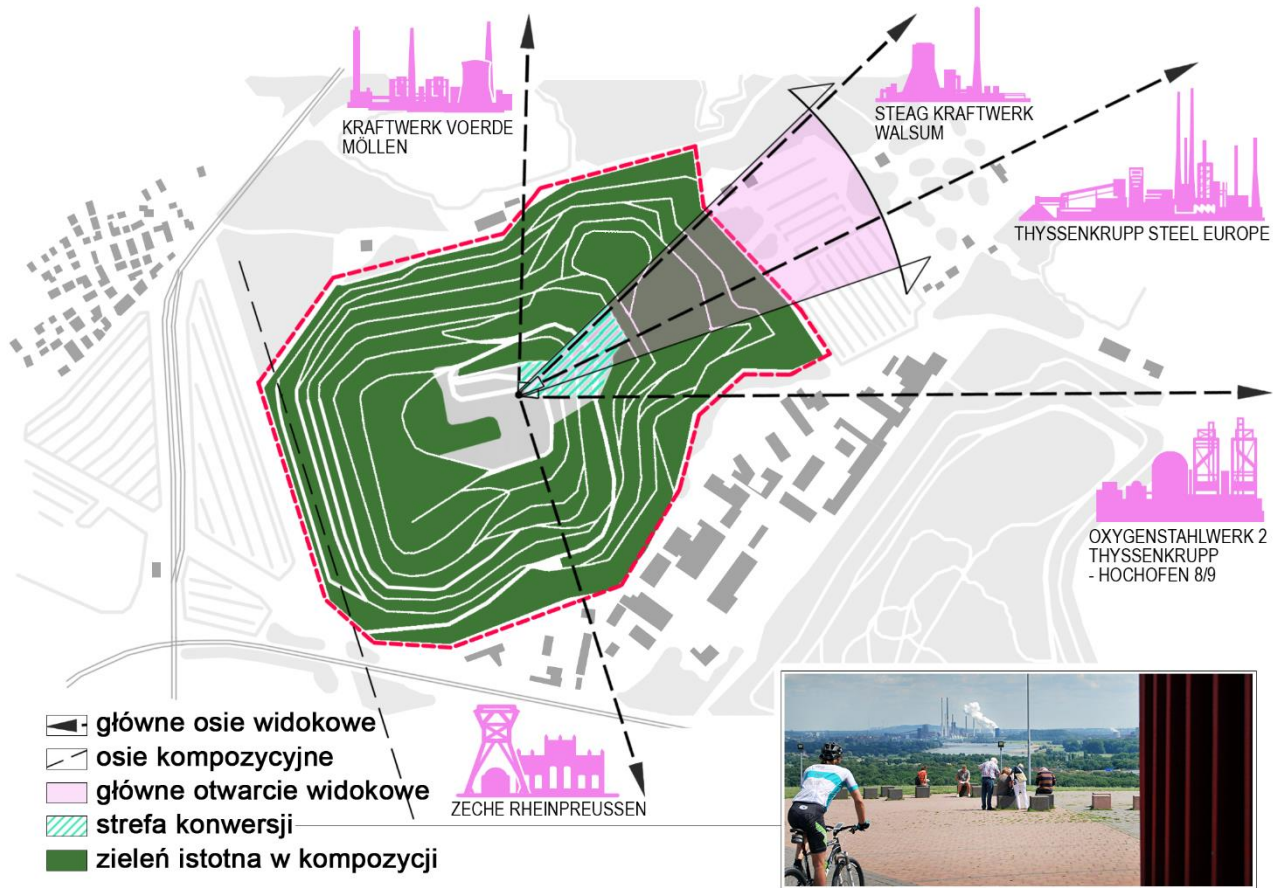 KRAFTWERK VOERDE
MÖLLEN
STEAG KRAFTWERK
WALSUM
THYSSENKRUPP STEEL EUROPE
OXYGENSTAHLWERK 2
THYSSENKRUPP
- HOCHOFEN 8/9
ZECHE RHEINPREUSSEN
główne osie widokowe
osie kompozycyjne
główne otwarcie widokowe
strefa konwersji
zieleń istotna w kompozycji